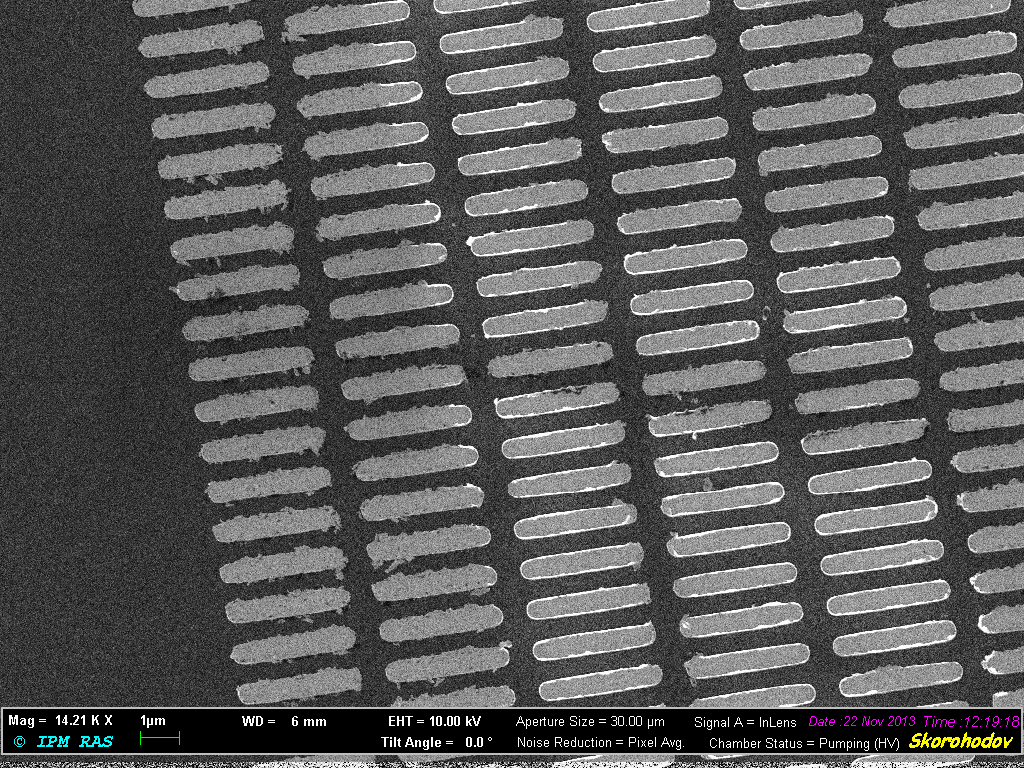 Mag = 14.21 K X 1µm WD = 6 mm EHT = 10.00 kV Aperture Size = 30.00 µm Signal A = InLens Date :22 Nov 2013 Time :12:19:18
© IPM RAS Tilt Angle = 0.0 ° Noise Reduction = Pixel Avg. Chamber Status = Pumping (HV) Skorohodov